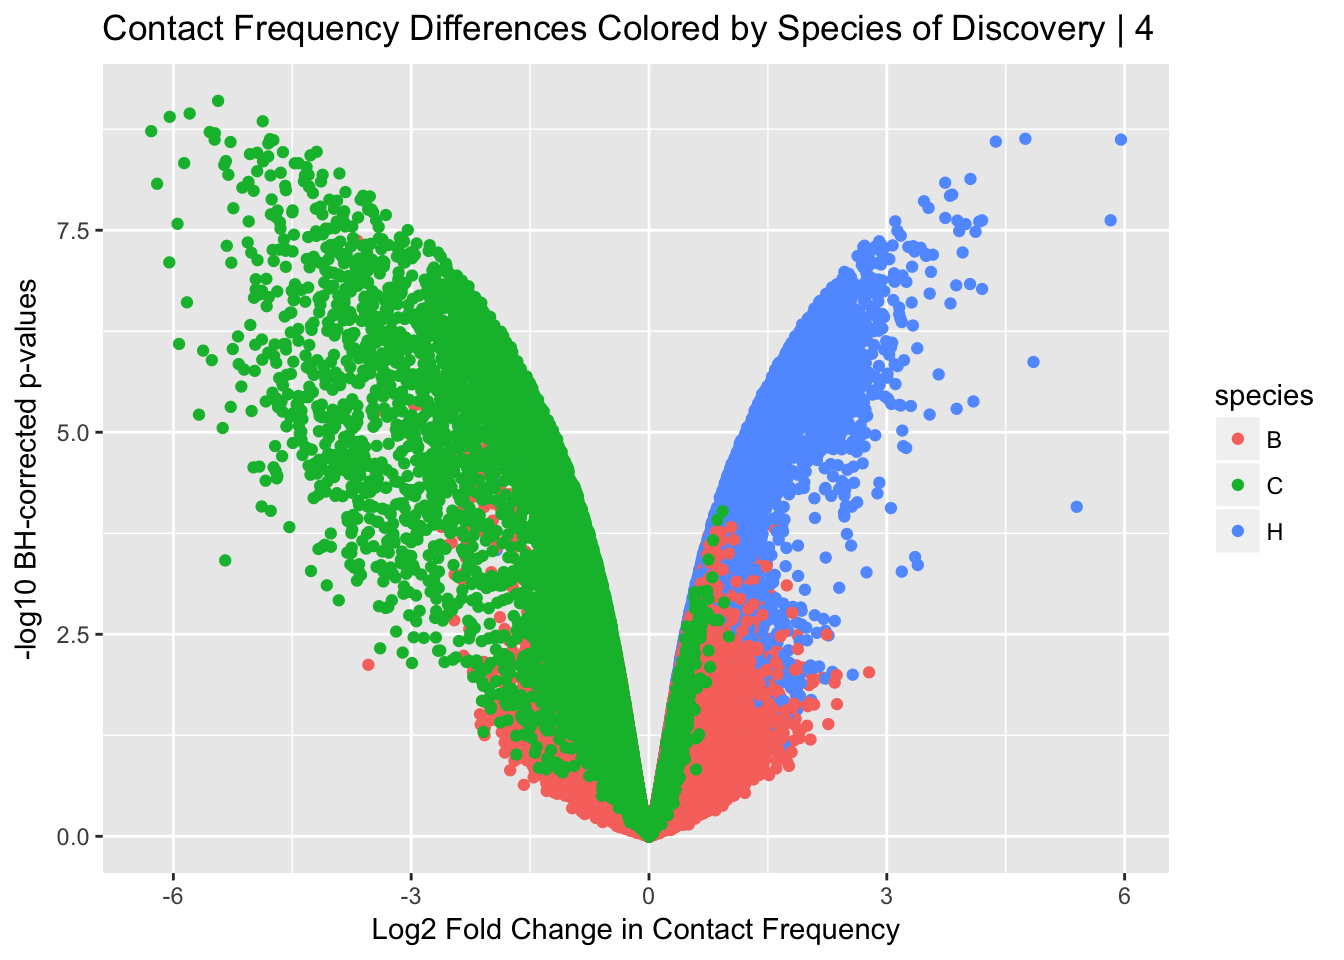 Contact Frequency Differences Colored by Species of Discovery | 4
-log10 BH-corrected p-values
7.5
5.0
2.5
0.0
-6
-3
0
3
6
Log2 Fold Change in Contact Frequency
species
B
C
H